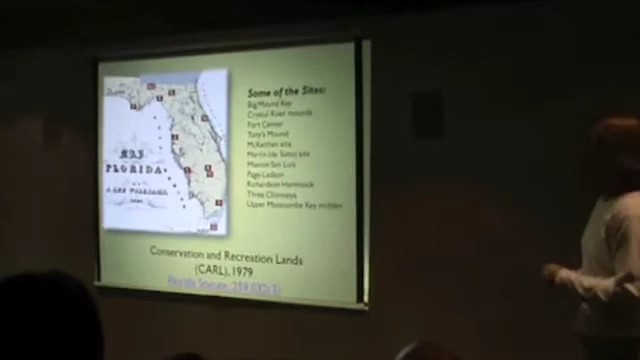 MAP
FLORIDA
Some of the Sites:
Big Mound Key
Crystal River mounds
Fort Center
Tony's Mound
McKeithen site
Martin (de Soto) site
Mission San Luis
Page-Ladson
Richardson Hammock
Three Chimneys
Upper Matecumbe Key midden
Conservation and Recreation Lands
(CARL), 1979
Florida Statute,